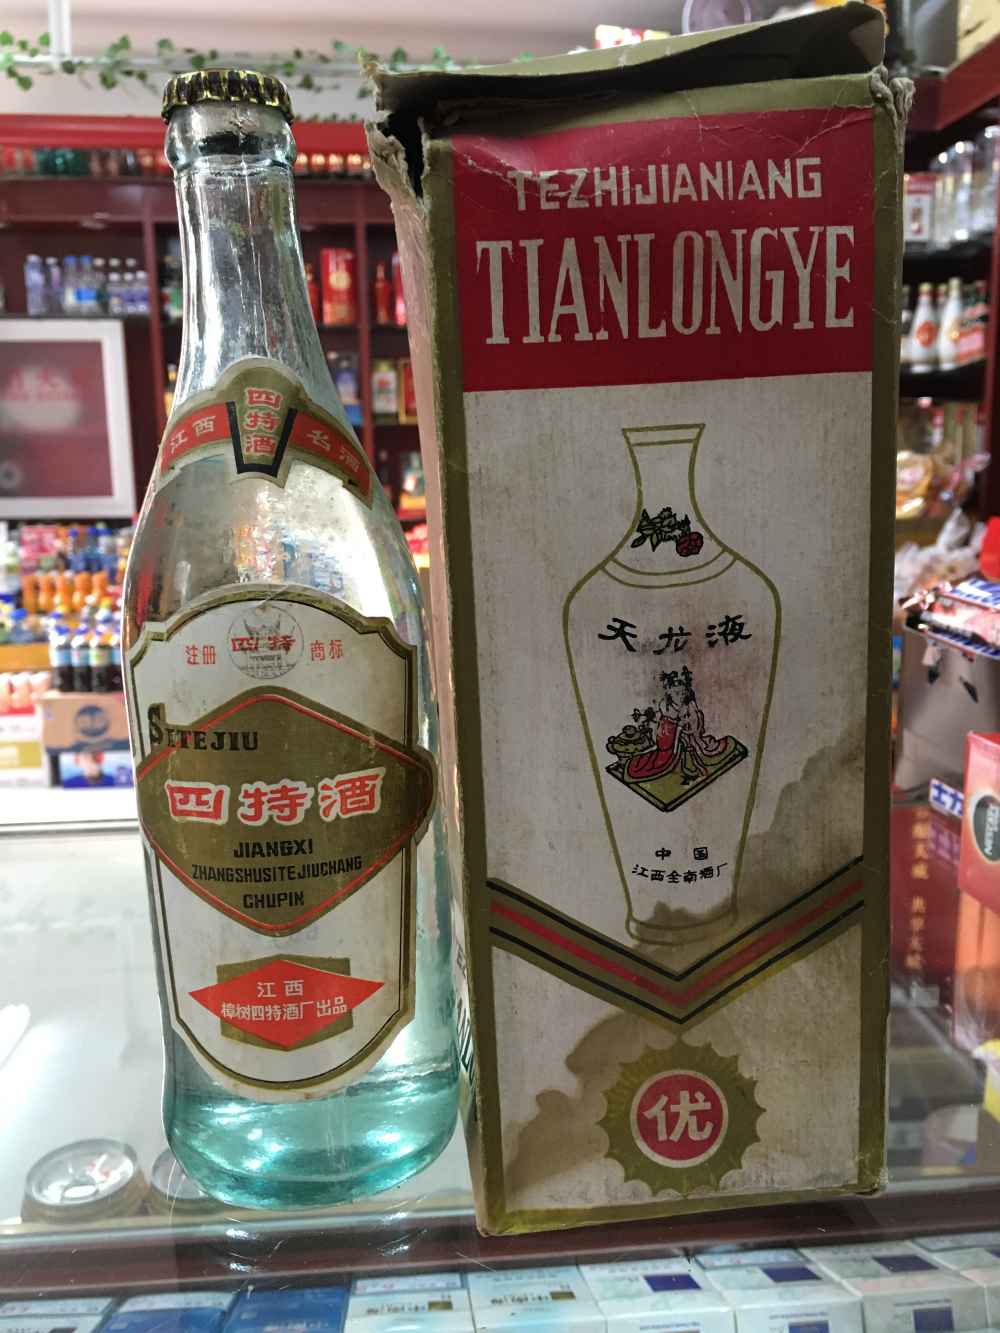 江西
四特酒
名酒
注册
四特
商标
SITEJIU
四特酒
JIANGXI
ZHANGSHUSITEJIUCHANG
CHUPIN
江西
樟树四特酒厂出品
TE-ZHIJIANIANG
TIANLONGYE
天龙液
中国
江西全南酒厂
优